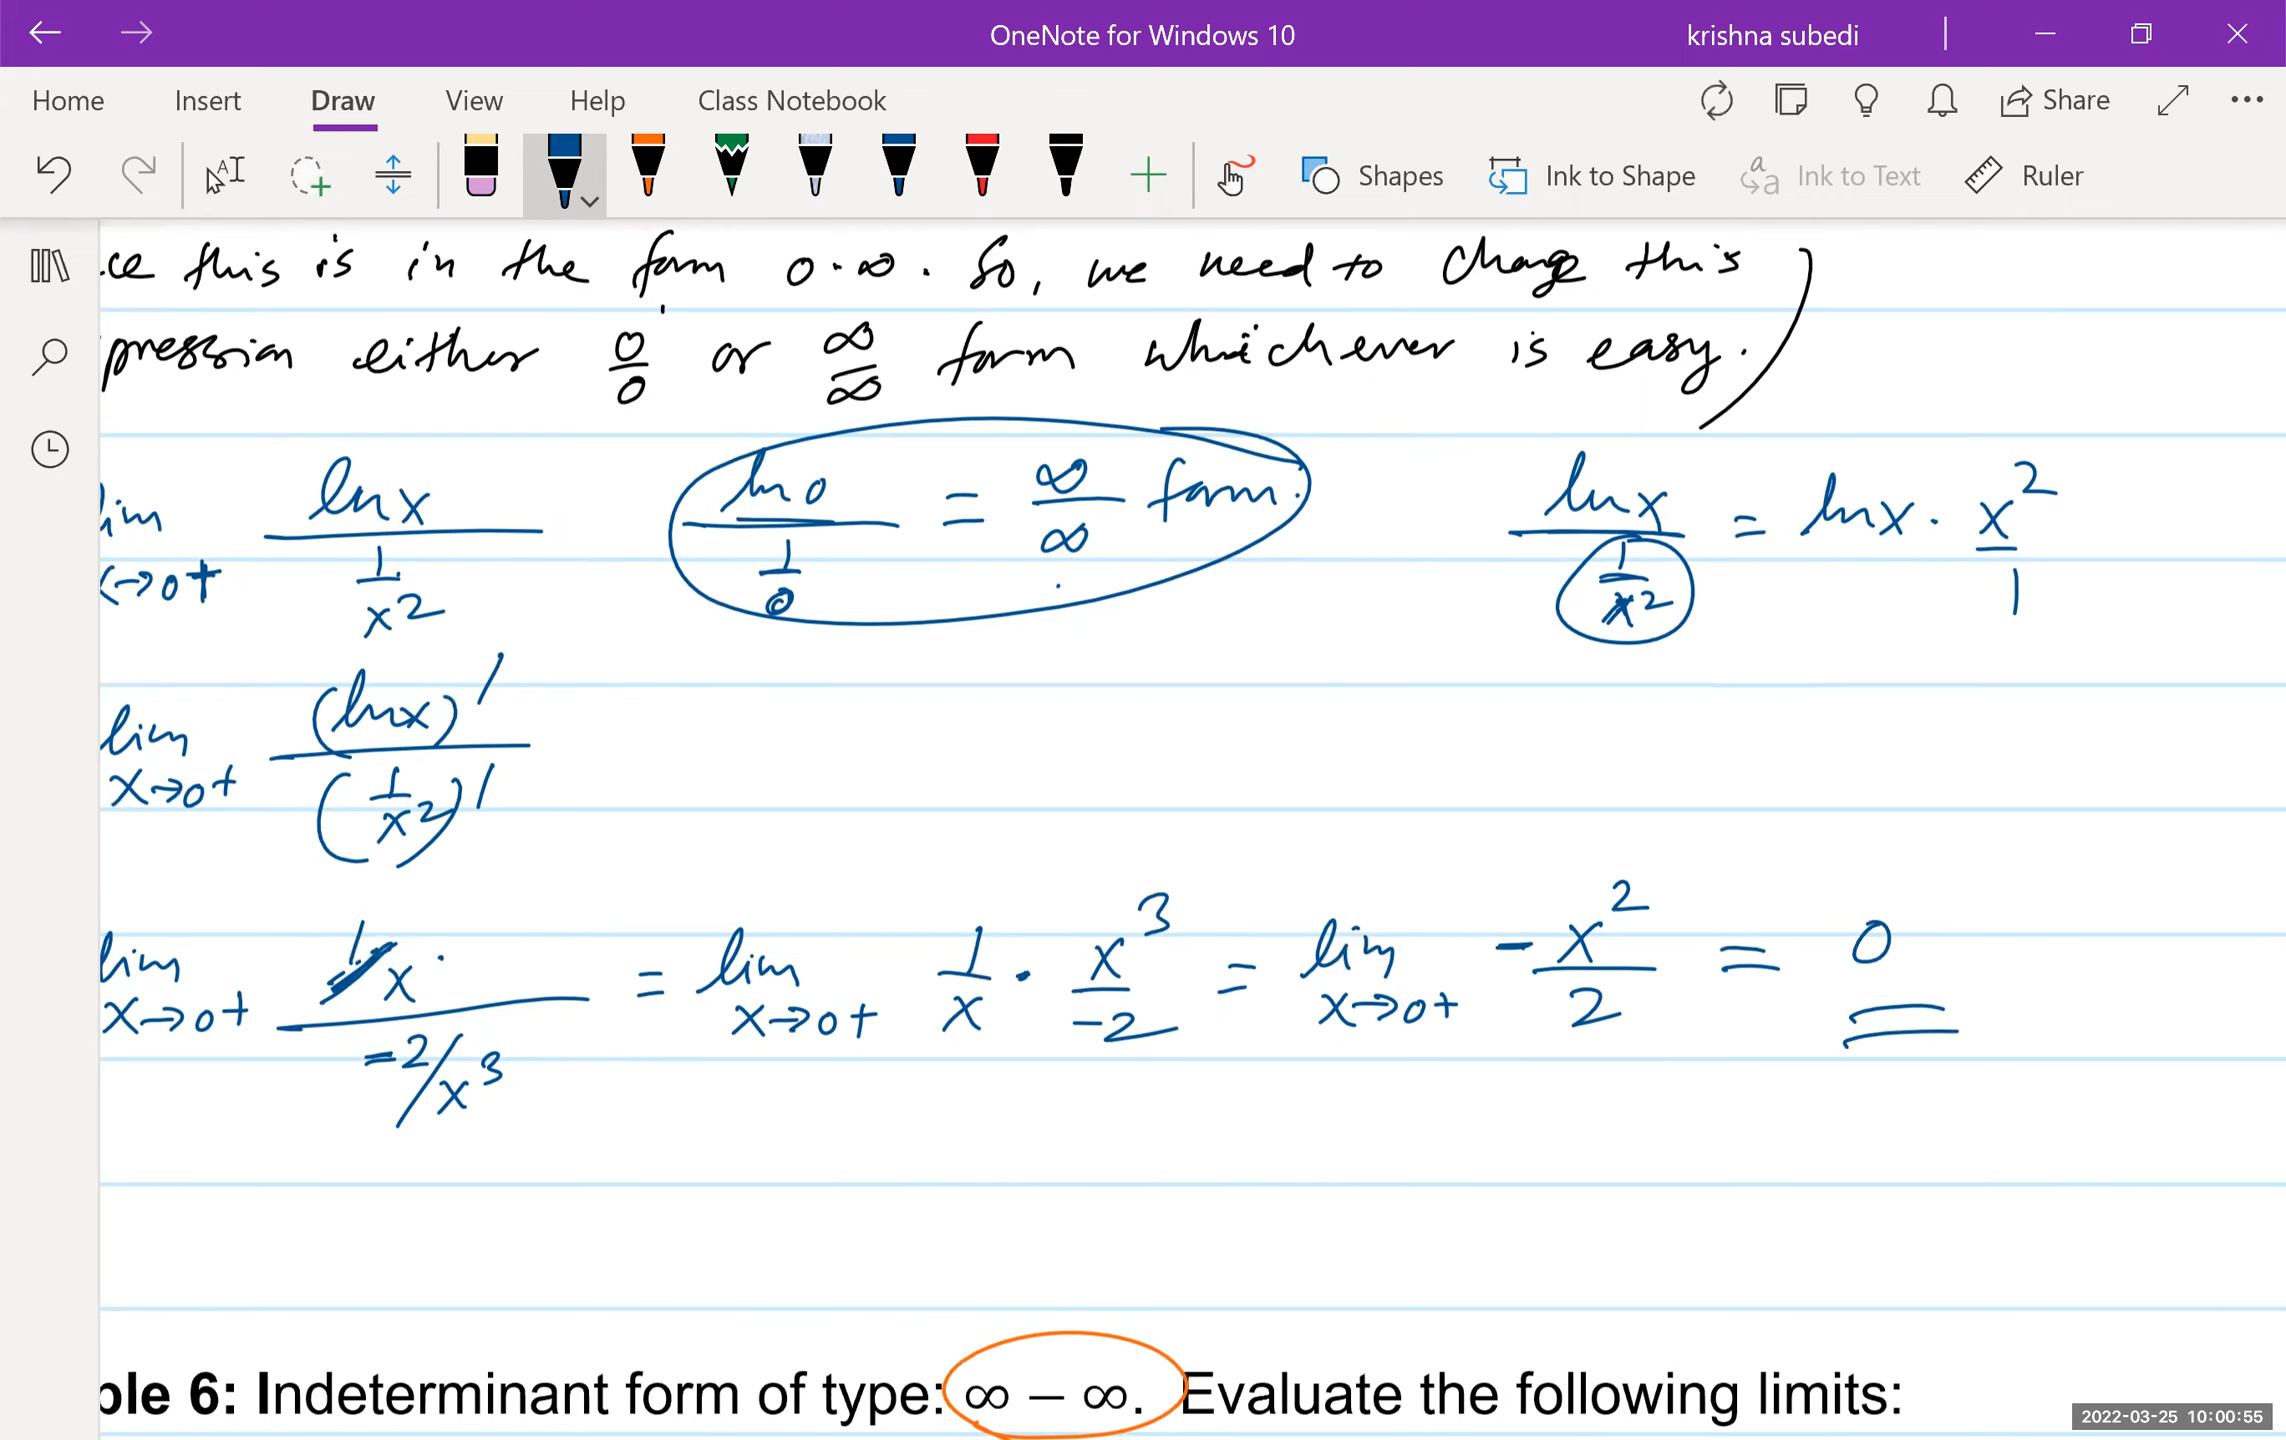 OneNote for Windows 10 krishna subedi
Home Insert Draw View Help Class Notebook Share
Shapes Ink to Shape Ink to Text Ruler
ce this is in the form 0·∞. So, we need to change this
pression either 0/0 or ∞/∞ form whichever is easy.)
lim x→0+ ln x / (1/x²) ln 0 / (1/0) = ∞/∞ form. ln x / (1/x²) = ln x · x²/1
lim x→0+ (ln x)' / (1/x²)'
lim x→0+ (1/x) / (-2/x³) = lim x→0+ 1/x · x³/-2 = lim x→0+ -x²/2 = 0
ple 6: Indeterminant form of type: ∞ − ∞. Evaluate the following limits:
2022-03-25 10:00:55